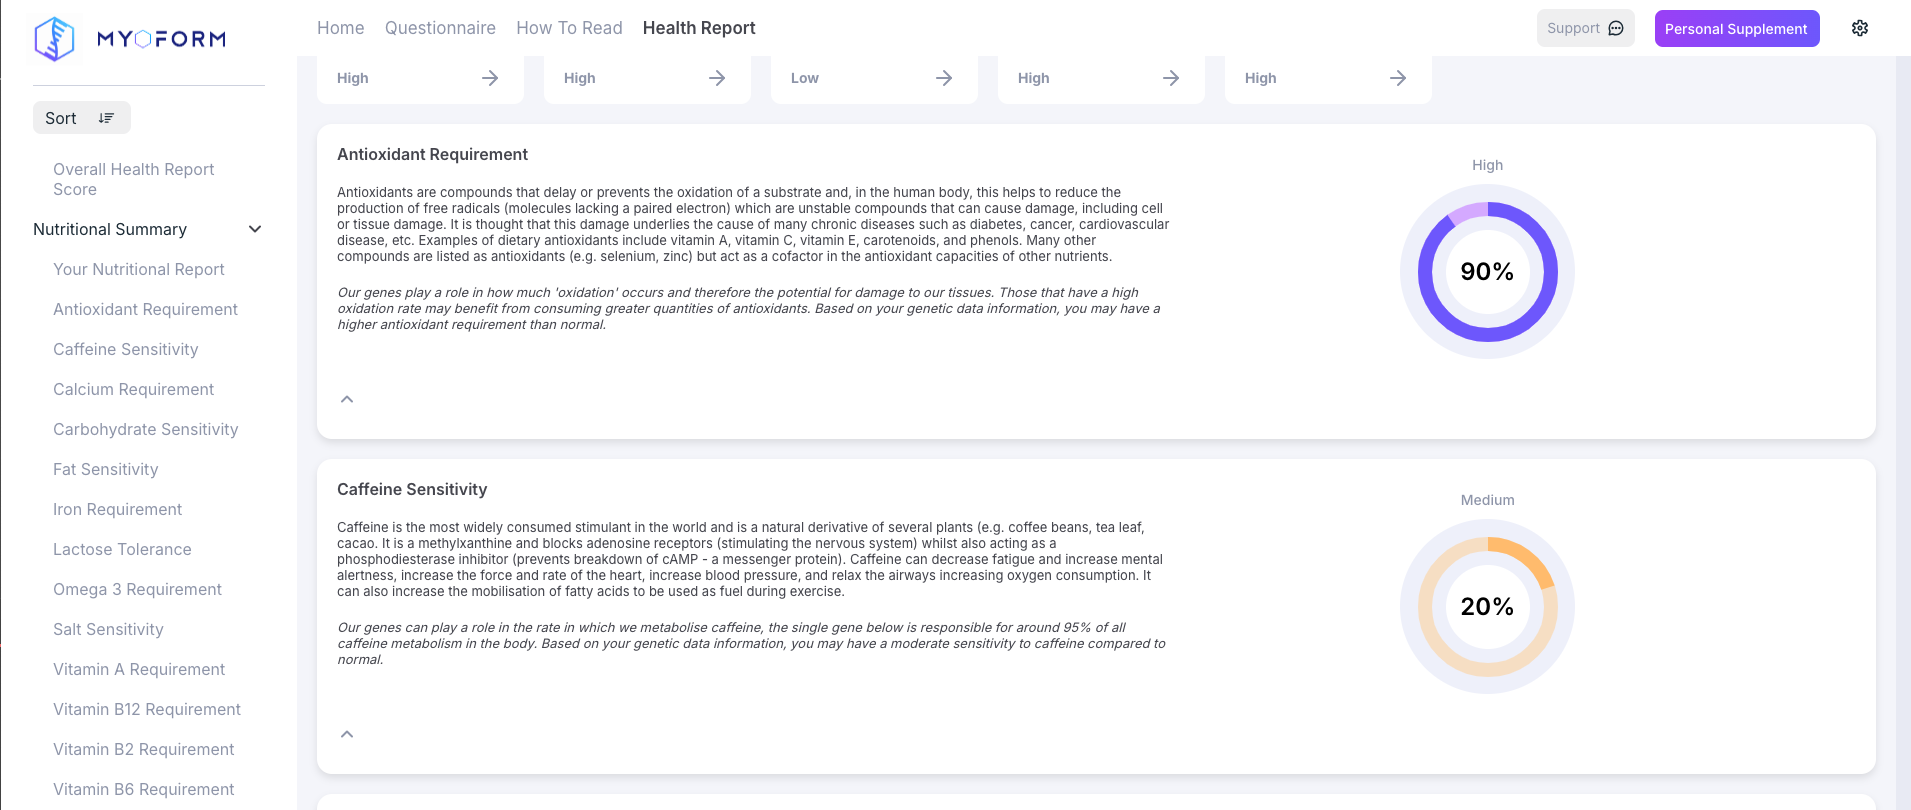 MYOFORM
Home Questionnaire How To Read Health Report
Support
Personal Supplement
Sort
Overall Health Report
Score
Nutritional Summary
Your Nutritional Report
Antioxidant Requirement
Caffeine Sensitivity
Calcium Requirement
Carbohydrate Sensitivity
Fat Sensitivity
Iron Requirement
Lactose Tolerance
Omega 3 Requirement
Salt Sensitivity
Vitamin A Requirement
Vitamin B12 Requirement
Vitamin B2 Requirement
Vitamin B6 Requirement
High
High
Low
High
High
Antioxidant Requirement
Antioxidants are compounds that delay or prevents the oxidation of a substrate and, in the human body, this helps to reduce the
production of free radicals (molecules lacking a paired electron) which are unstable compounds that can cause damage, including cell
or tissue damage. It is thought that this damage underlies the cause of many chronic diseases such as diabetes, cancer, cardiovascular
disease, etc. Examples of dietary antioxidants include vitamin A, vitamin C, vitamin E, carotenoids, and phenols. Many other
compounds are listed as antioxidants (e.g. selenium, zinc) but act as a cofactor in the antioxidant capacities of other nutrients.
Our genes play a role in how much 'oxidation' occurs and therefore the potential for damage to our tissues. Those that have a high
oxidation rate may benefit from consuming greater quantities of antioxidants. Based on your genetic data information, you may have a
higher antioxidant requirement than normal.
High
90%
Caffeine Sensitivity
Caffeine is the most widely consumed stimulant in the world and is a natural derivative of several plants (e.g. coffee beans, tea leaf,
cacao. It is a methylxanthine and blocks adenosine receptors (stimulating the nervous system) whilst also acting as a
phosphodiesterase inhibitor (prevents breakdown of cAMP - a messenger protein). Caffeine can decrease fatigue and increase mental
alertness, increase the force and rate of the heart, increase blood pressure, and relax the airways increasing oxygen consumption. It
can also increase the mobilisation of fatty acids to be used as fuel during exercise.
Our genes can play a role in the rate in which we metabolise caffeine, the single gene below is responsible for around 95% of all
caffeine metabolism in the body. Based on your genetic data information, you may have a moderate sensitivity to caffeine compared to
normal.
Medium
20%